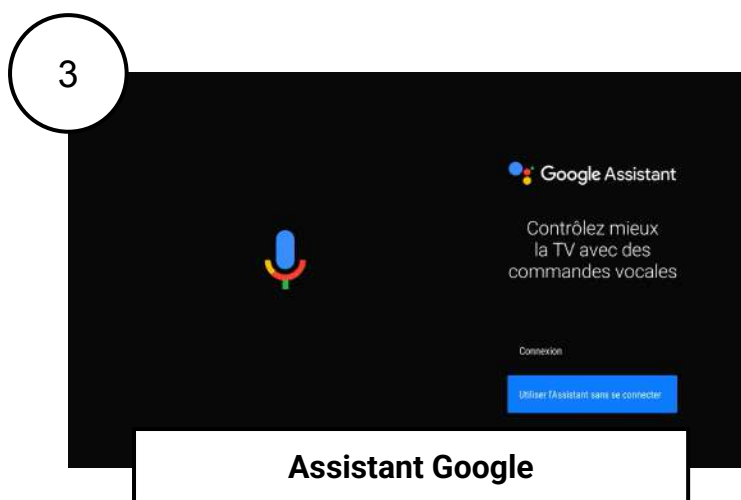 3
Google Assistant
Contrôlez mieux
la TV avec des
commandes vocales
Connexion
Utiliser l'Assistant sans se connecter
Assistant Google